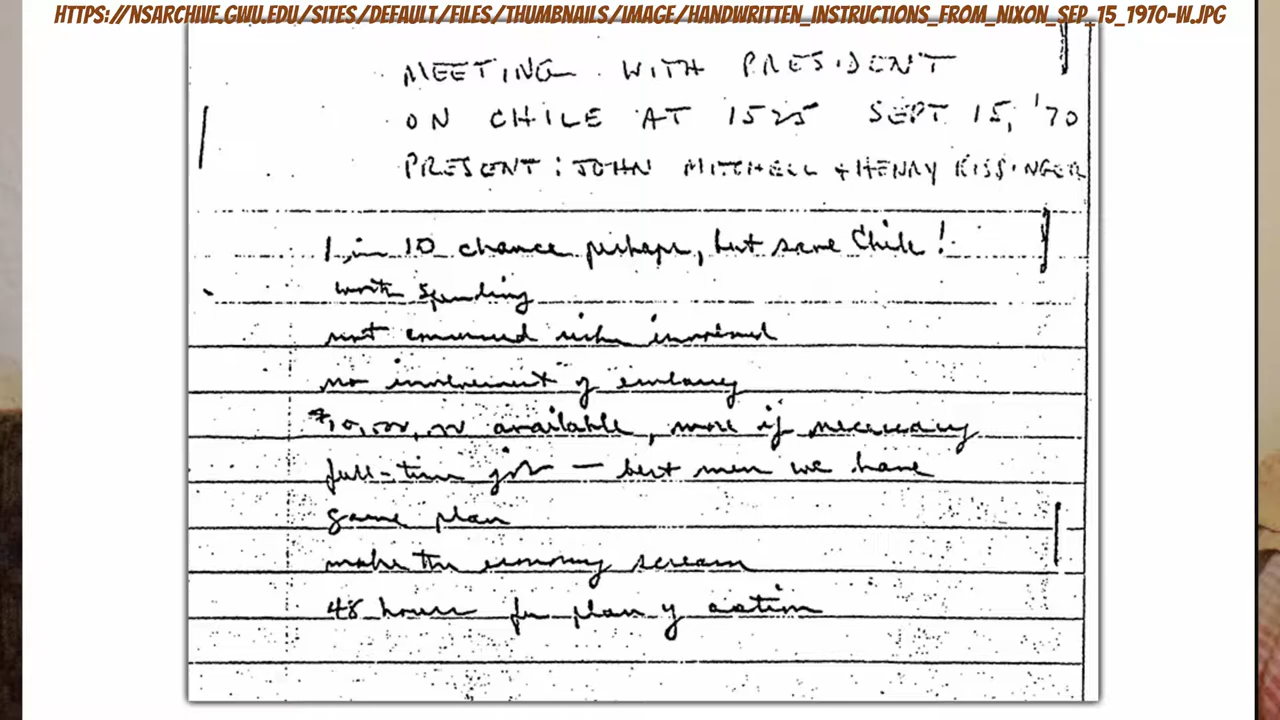 HTTPS://NSARCHIVE.GWU.EDU/SITES/DEFAULT/FILES/THUMBNAILS/IMAGE/HANDWRITTEN_INSTRUCTIONS_FROM_NIXON_SEP_15_1970-W.JPG
MEETING WITH PRESIDENT
ON CHILE AT 1525 SEPT 15, '70
PRESENT: JOHN MITCHELL + HENRY KISSINGER
1 in 10 chance perhaps, but save Chile!
worth spending
not concerned risks involved
no involvement of embassy
$10,000,00 available, more if necessary
full-time job — best men we have
game plan
make the economy scream
48 hours for plan of action